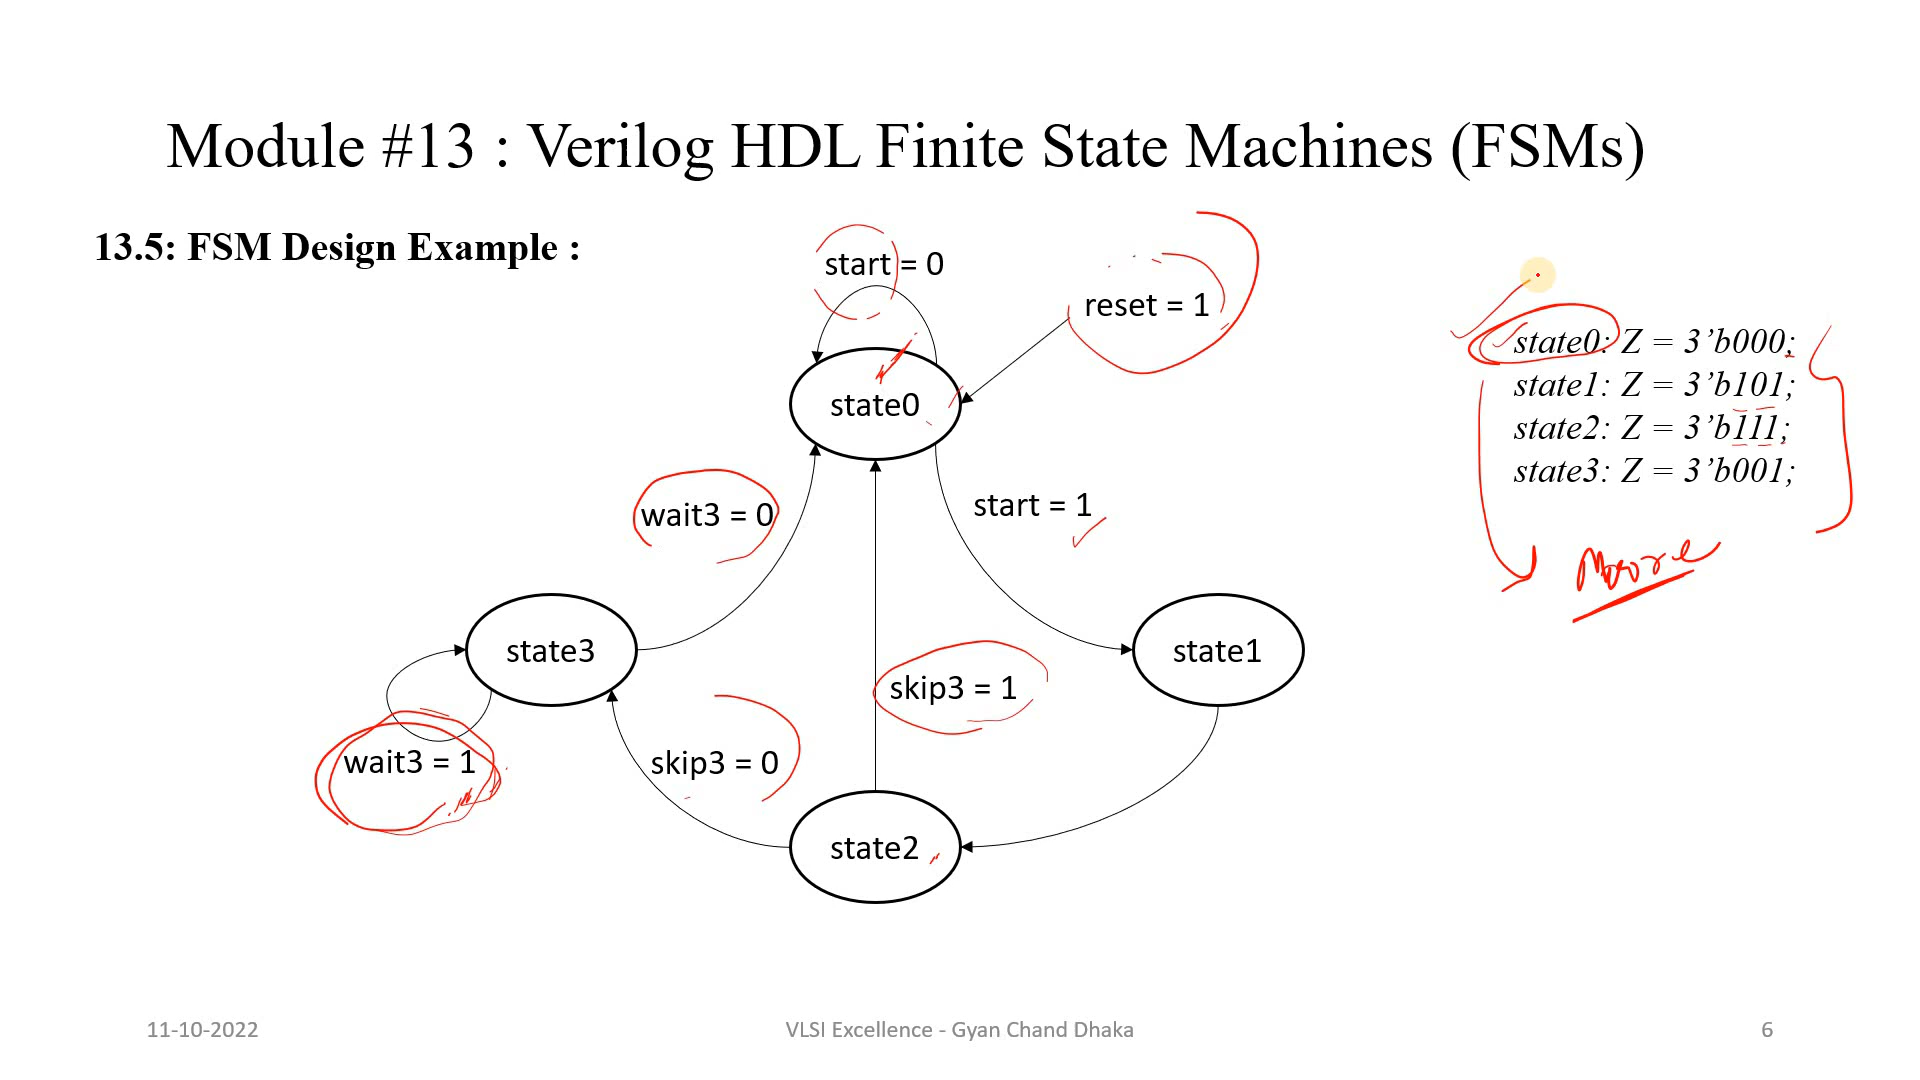 Module #13 : Verilog HDL Finite State Machines (FSMs)
13.5: FSM Design Example :
start = 0
reset = 1
state0
wait3 = 0
start = 1
state3
state1
skip3 = 1
wait3 = 1
skip3 = 0
state2
state0: Z = 3’b000;
state1: Z = 3’b101;
state2: Z = 3’b111;
state3: Z = 3’b001;
Moore
11-10-2022
VLSI Excellence - Gyan Chand Dhaka
6